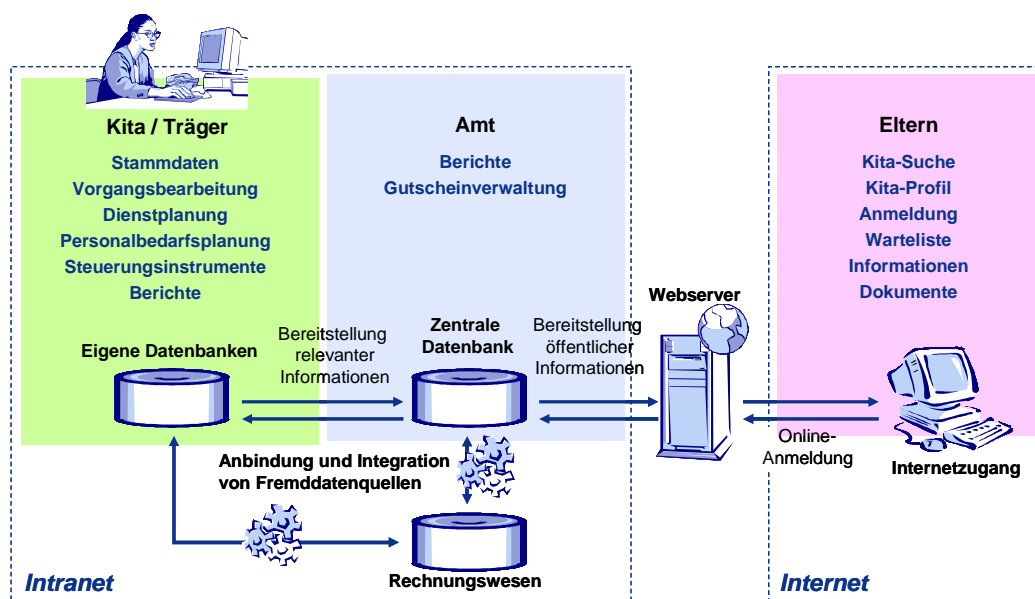 Kita / Träger
Stammdaten
Vorgangsbearbeitung
Dienstplanung
Personalbedarfsplanung
Steuerungsinstrumente
Berichte
Eigene Datenbanken
Bereitstellung
relevanter
Informationen
Amt
Berichte
Gutscheinverwaltung
Zentrale
Datenbank
Bereitstellung
öffentlicher
Informationen
Webserver
Eltern
Kita-Suche
Kita-Profil
Anmeldung
Warteliste
Informationen
Dokumente
Online-
Anmeldung
Internetzugang
Anbindung und Integration
von Fremddatenquellen
Rechnungswesen
Intranet
Internet